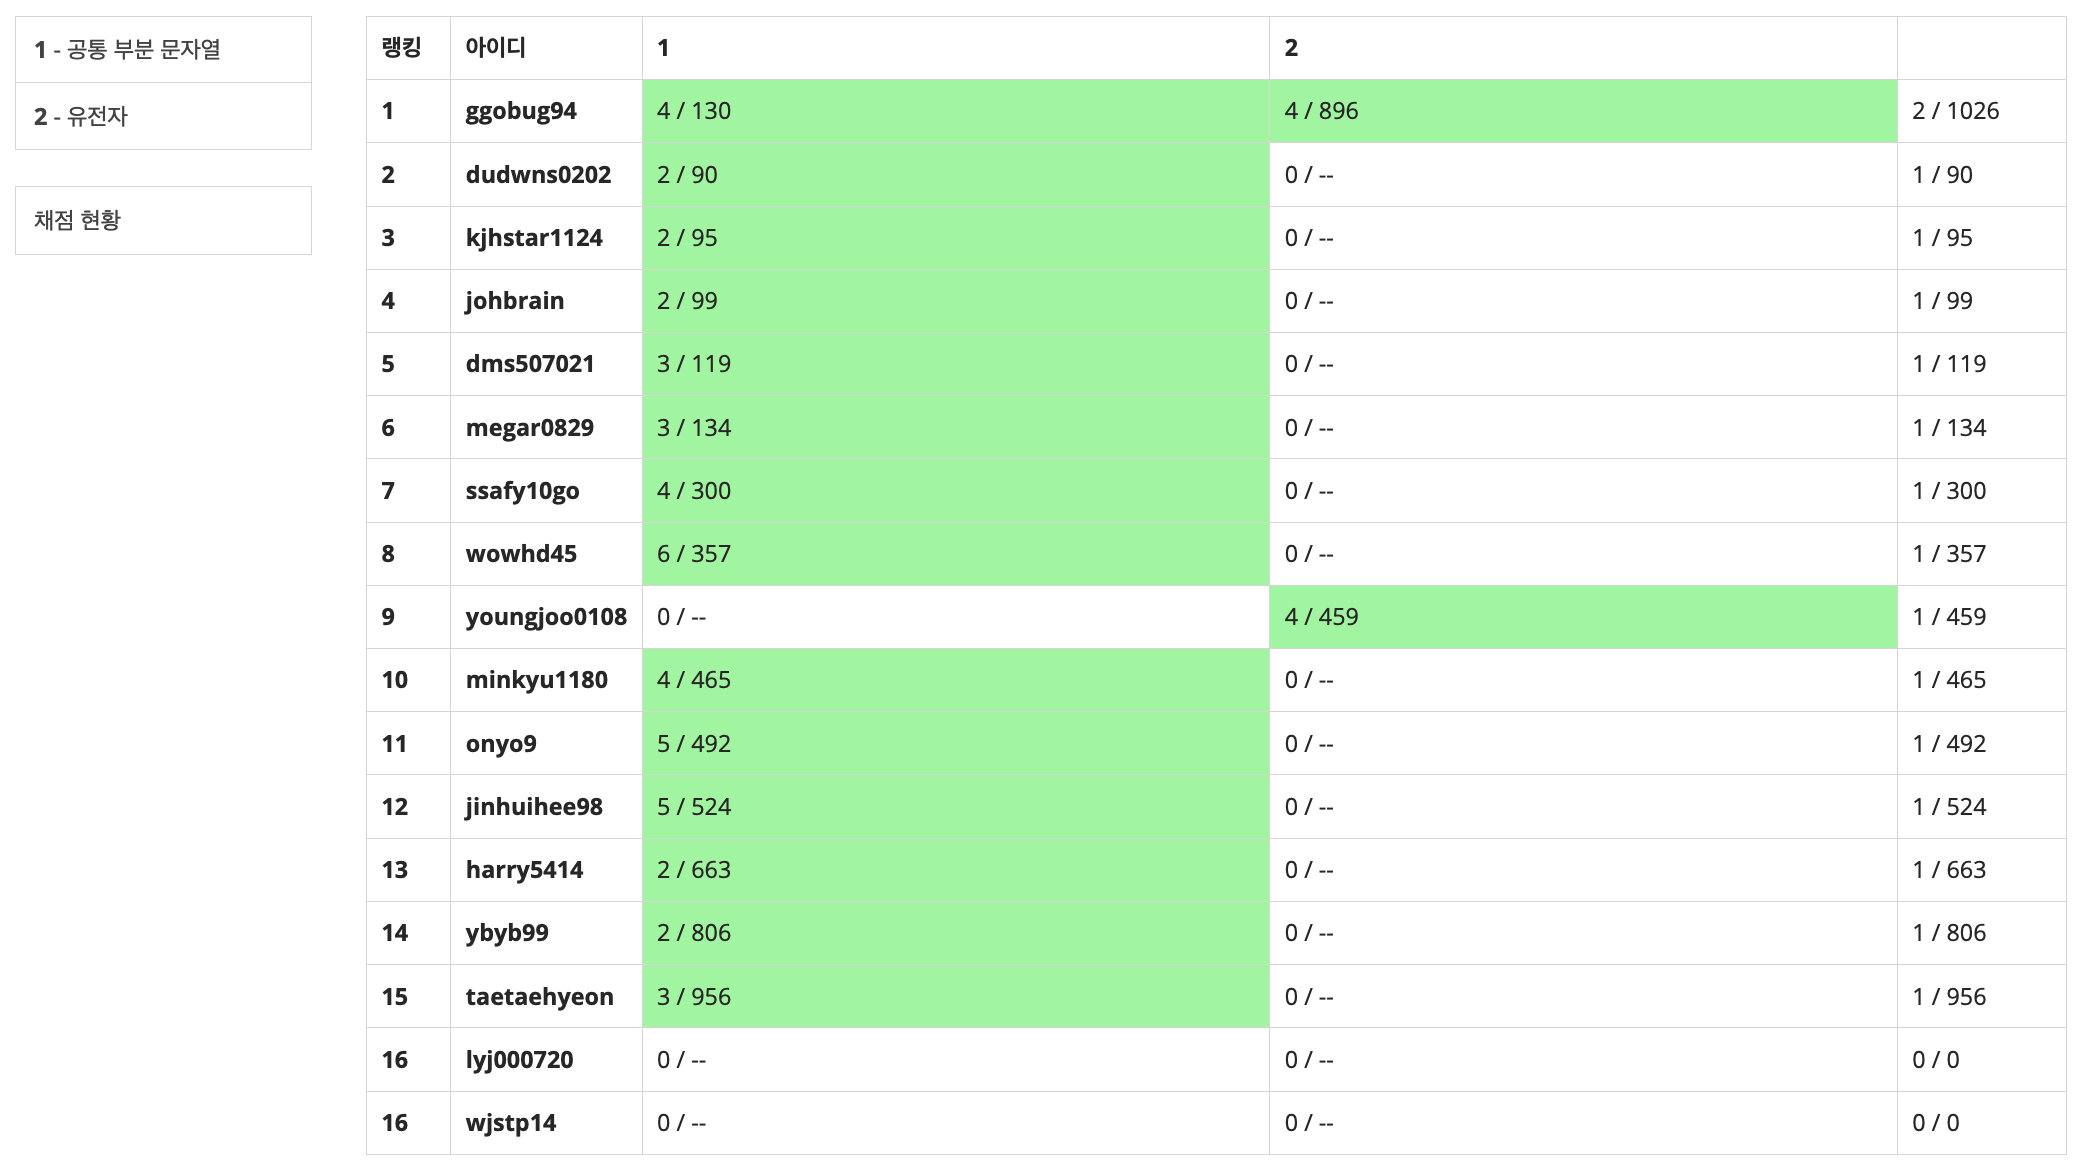 1 - 공통 부분 문자열
2 - 유전자
채점 현황
랭킹 아이디 1 2
1 ggobug94 4 / 130 4 / 896 2 / 1026
2 dudwns0202 2 / 90 0 / -- 1 / 90
3 kjhstar1124 2 / 95 0 / -- 1 / 95
4 johbrain 2 / 99 0 / -- 1 / 99
5 dms507021 3 / 119 0 / -- 1 / 119
6 megar0829 3 / 134 0 / -- 1 / 134
7 ssafy10go 4 / 300 0 / -- 1 / 300
8 wowhd45 6 / 357 0 / -- 1 / 357
9 youngjoo0108 0 / -- 4 / 459 1 / 459
10 minkyu1180 4 / 465 0 / -- 1 / 465
11 onyo9 5 / 492 0 / -- 1 / 492
12 jinhuihee98 5 / 524 0 / -- 1 / 524
13 harry5414 2 / 663 0 / -- 1 / 663
14 ybyb99 2 / 806 0 / -- 1 / 806
15 taetaehyeon 3 / 956 0 / -- 1 / 956
16 lyj000720 0 / -- 0 / -- 0 / 0
16 wjstp14 0 / -- 0 / -- 0 / 0